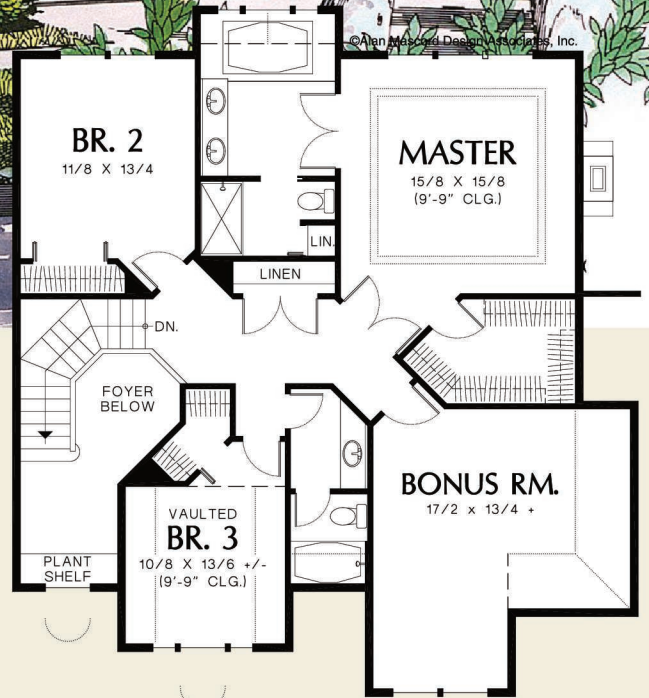 ©Alan Mascord Design Associates, Inc.
BR. 2
11/8 X 13/4
MASTER
15/8 X 15/8
(9'-9" CLG.)
LIN.
LINEN
DN.
FOYER
BELOW
VAULTED
BR. 3
10/8 X 13/6 +/-
(9'-9" CLG.)
BONUS RM.
17/2 x 13/4 +
PLANT
SHELF